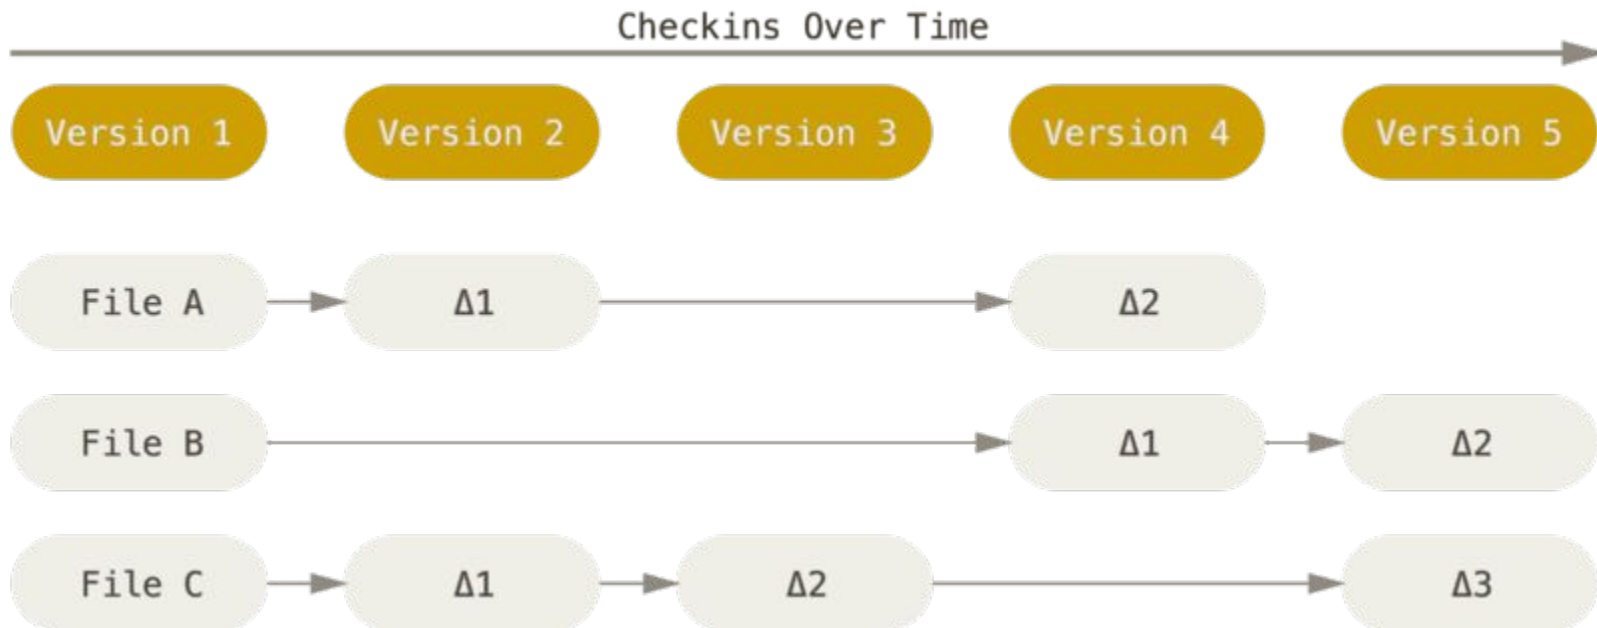 Checkins Over Time
Version 1 Version 2 Version 3 Version 4 Version 5
File A Δ1 Δ2
File B Δ1 Δ2
File C Δ1 Δ2 Δ3